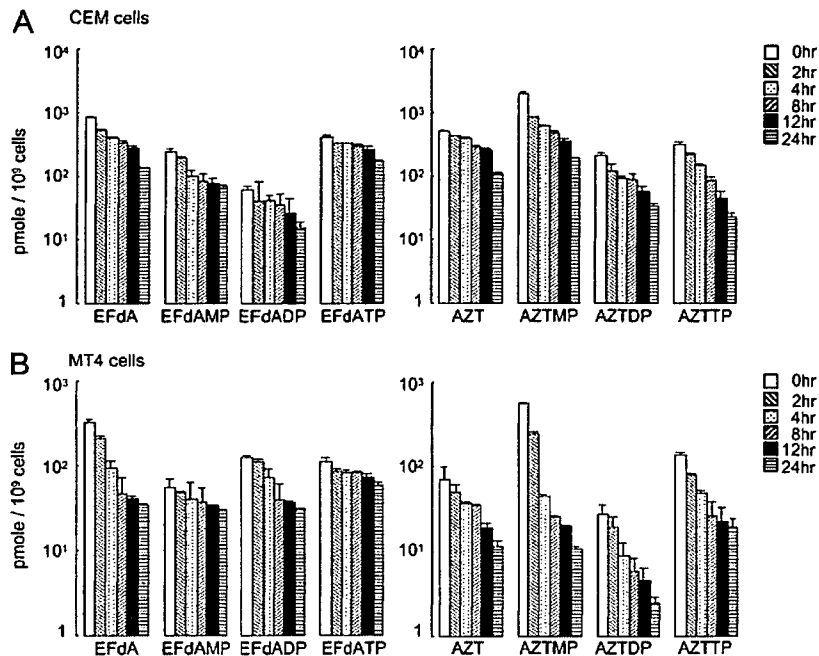 A
CEM cells
pmole / 10⁹ cells
10⁴
10³
10²
10¹
1
EFdA EFdAMP EFdADP EFdATP
10⁴
10³
10²
10¹
1
AZT AZTMP AZTDP AZTTP
0hr
2hr
4hr
8hr
12hr
24hr
B
MT4 cells
pmole / 10⁹ cells
10³
10²
10¹
1
EFdA EFdAMP EFdADP EFdATP
10³
10²
10¹
1
AZT AZTMP AZTDP AZTTP
0hr
2hr
4hr
8hr
12hr
24hr